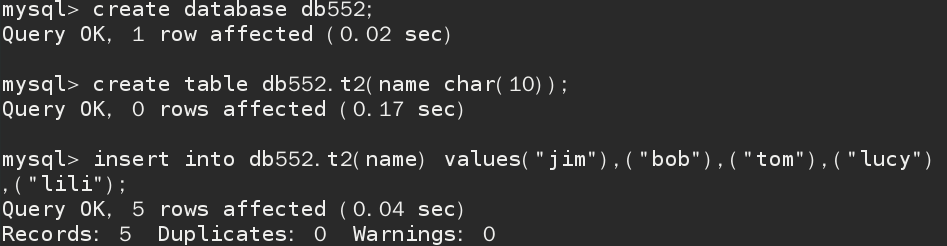 mysql> create database db552;
Query OK, 1 row affected (0.02 sec)
mysql> create table db552.t2(name char(10));
Query OK, 0 rows affected (0.17 sec)
mysql> insert into db552.t2(name) values("jim"),("bob"),("tom"),("lucy")
,("lili");
Query OK, 5 rows affected (0.04 sec)
Records: 5  Duplicates: 0  Warnings: 0